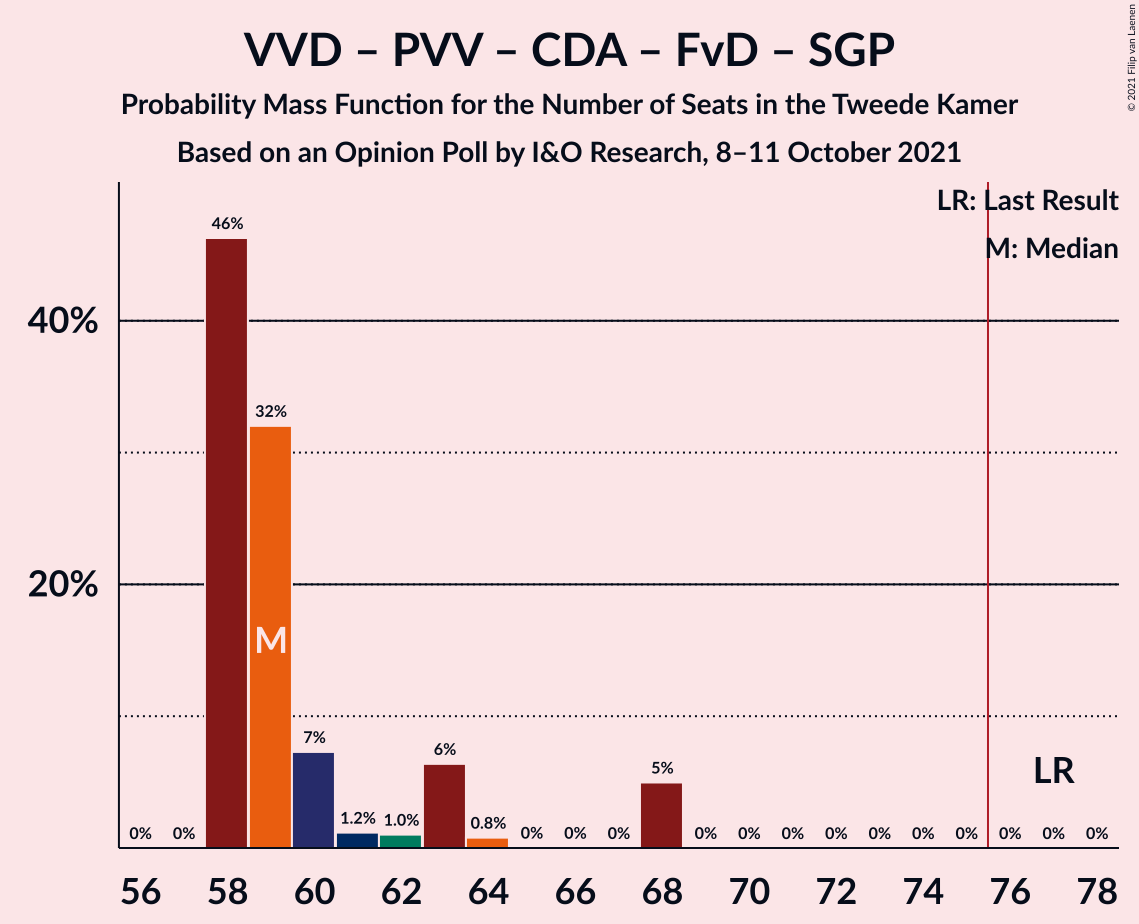 VVD – PVV – CDA – FvD – SGP
Probability Mass Function for the Number of Seats in the Tweede Kamer
Based on an Opinion Poll by I&O Research, 8–11 October 2021
© 2021 Filip van Laenen
LR: Last Result
M: Median
40%
20%
46%
32%
7%
1.2%
1.0%
6%
0.8%
5%
0% 0% 0% 0% 0% 0% 0% 0% 0% 0% 0% 0% 0% 0% 0%
M
LR
56 58 60 62 64 66 68 70 72 74 76 78